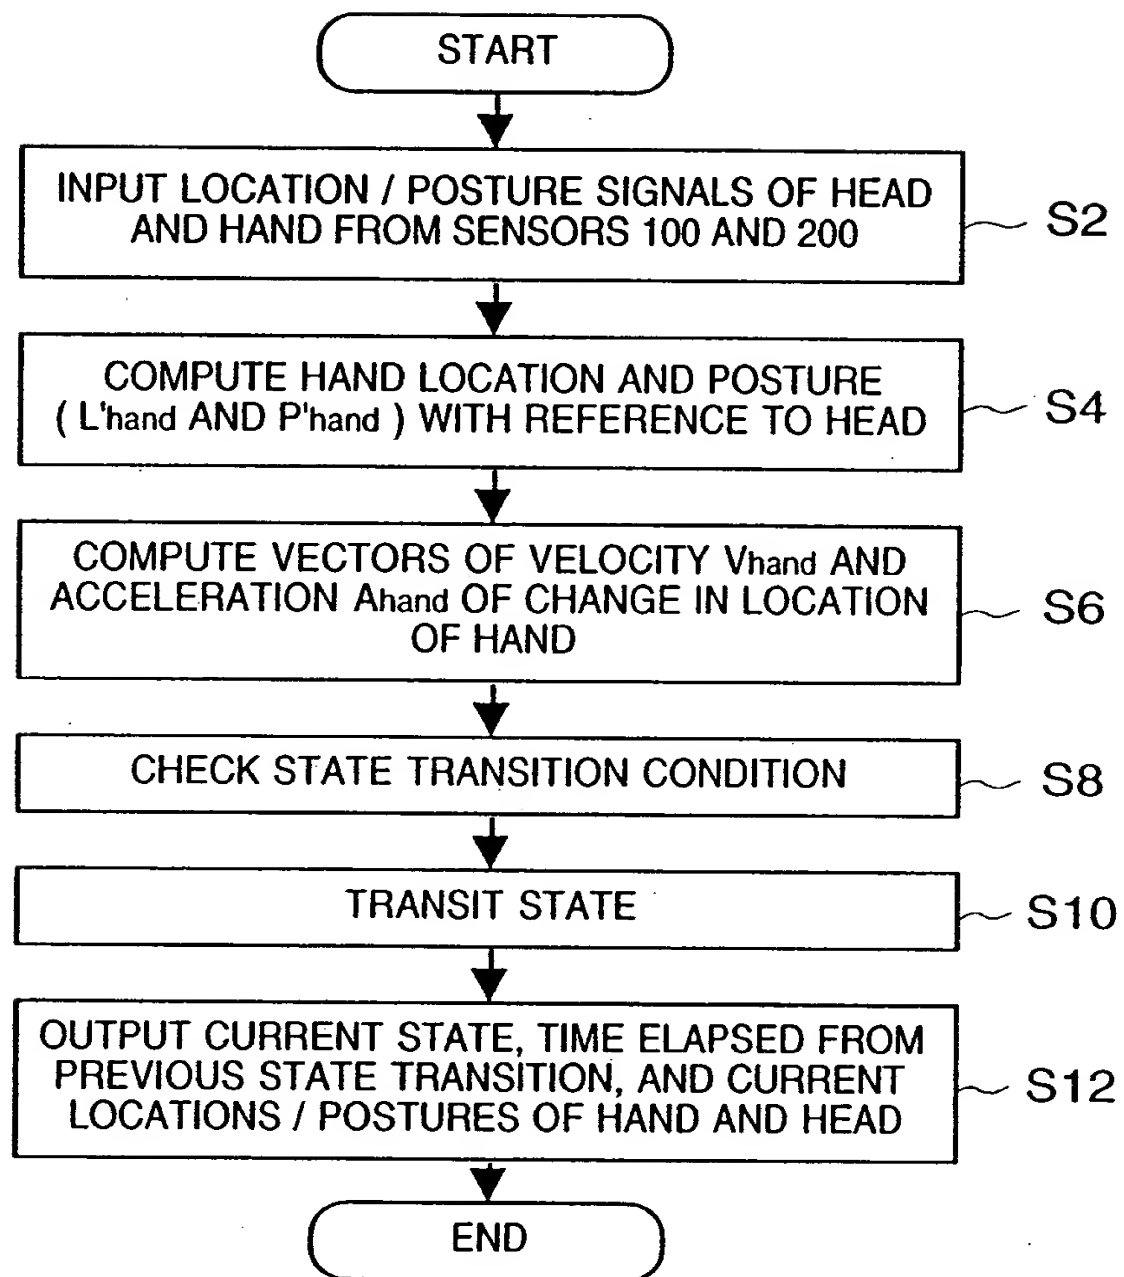 START
INPUT LOCATION / POSTURE SIGNALS OF HEAD
AND HAND FROM SENSORS 100 AND 200
S2
COMPUTE HAND LOCATION AND POSTURE
( L'hand AND P'hand ) WITH REFERENCE TO HEAD
S4
COMPUTE VECTORS OF VELOCITY Vhand AND
ACCELERATION Ahand OF CHANGE IN LOCATION
OF HAND
S6
CHECK STATE TRANSITION CONDITION
S8
TRANSIT STATE
S10
OUTPUT CURRENT STATE, TIME ELAPSED FROM
PREVIOUS STATE TRANSITION, AND CURRENT
LOCATIONS / POSTURES OF HAND AND HEAD
S12
END